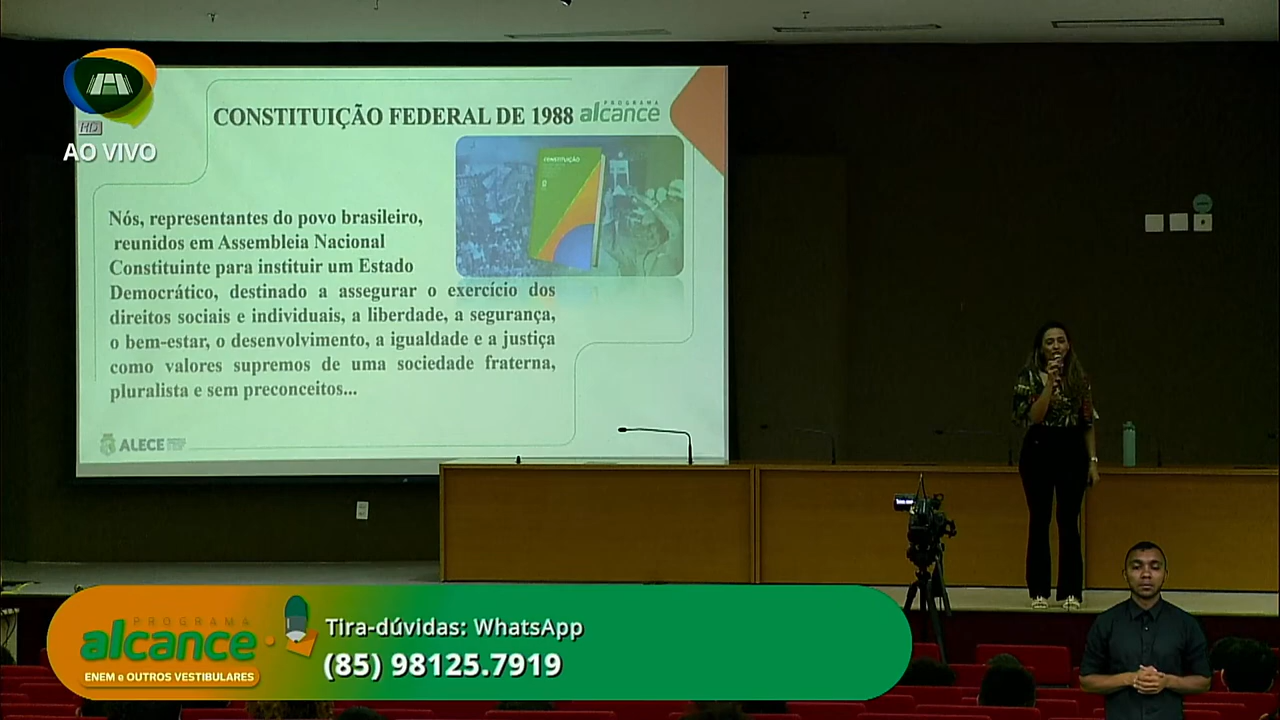 HD
AO VIVO
CONSTITUIÇÃO FEDERAL DE 1988
PROGRAMA
alcance
CONSTITUIÇÃO
Nós, representantes do povo brasileiro,
reunidos em Assembleia Nacional
Constituinte para instituir um Estado
Democrático, destinado a assegurar o exercício dos
direitos sociais e individuais, a liberdade, a segurança,
o bem-estar, o desenvolvimento, a igualdade e a justiça
como valores supremos de uma sociedade fraterna,
pluralista e sem preconceitos...
ALECE
PROGRAMA
alcance
ENEM e OUTROS VESTIBULARES
Tira-dúvidas: WhatsApp
(85) 98125.7919